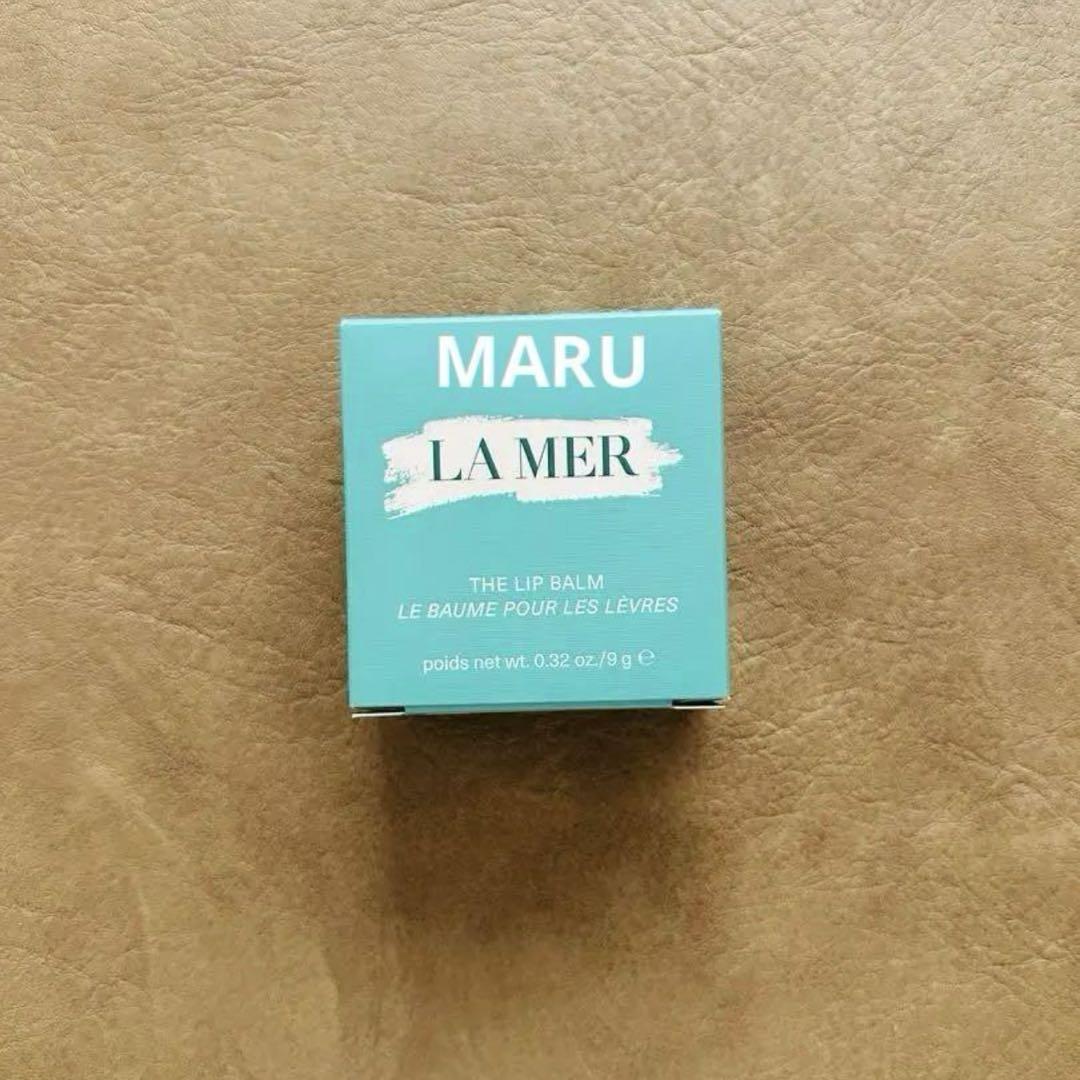 MARU
LA MER
THE LIP BALM
LE BAUME POUR LES LÈVRES
poids net wt. 0.32 oz./9 g ℮